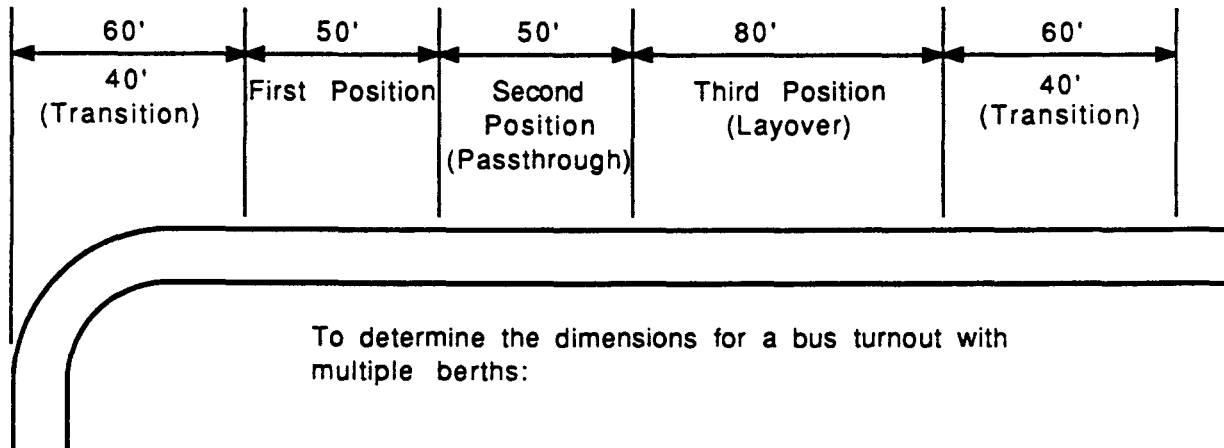 60' 50' 50' 80' 60'
40' First Position Second Third Position 40'
(Transition) Position (Layover) (Transition)
(Passthrough)
To determine the dimensions for a bus turnout with
multiple berths: